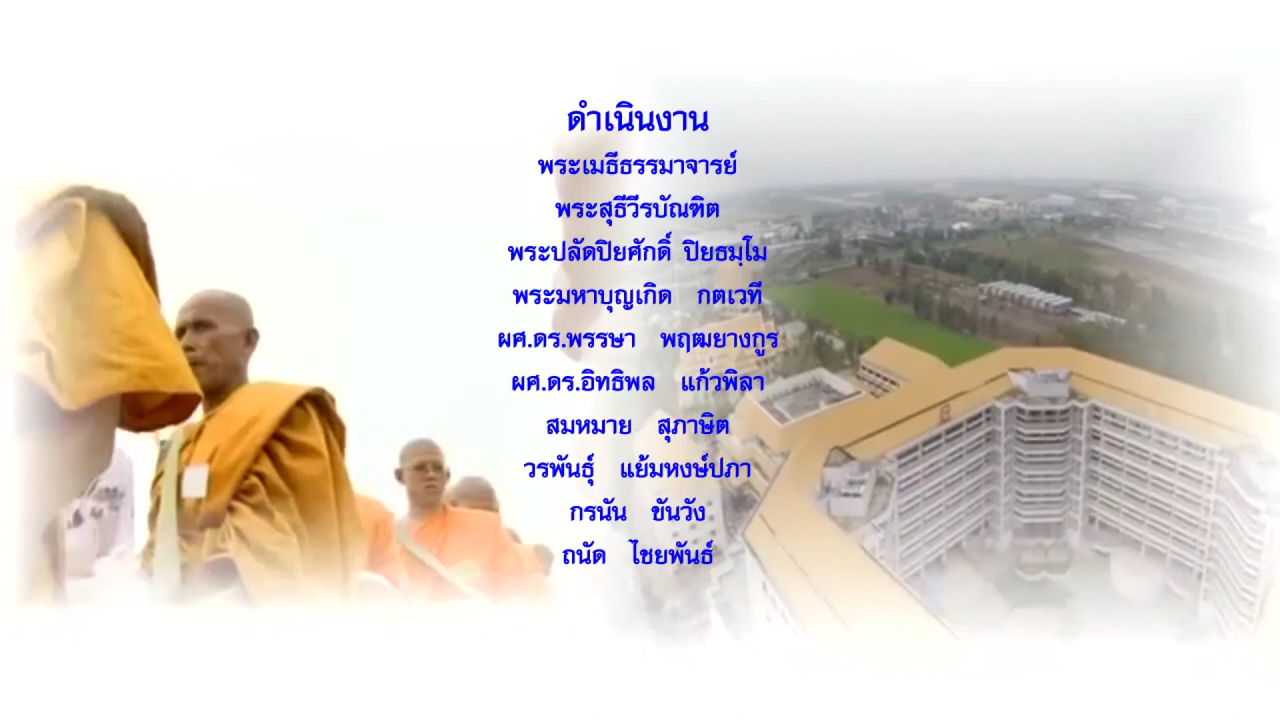 ดำเนินงาน
พระเมธีธรรมาจารย์
พระสุธีวีรบัณฑิต
พระปลัดปิยศักดิ์ ปิยธมฺโม
พระมหาบุญเกิด กตเวที
ผศ.ดร.พรรษา พฤฒยางกูร
ผศ.ดร.อิทธิพล แก้วพิลา
สมหมาย สุภาษิต
วรพันธุ์ แย้มหงษ์ปภา
กรนัน ขันวัง
ถนัด ไชยพันธ์